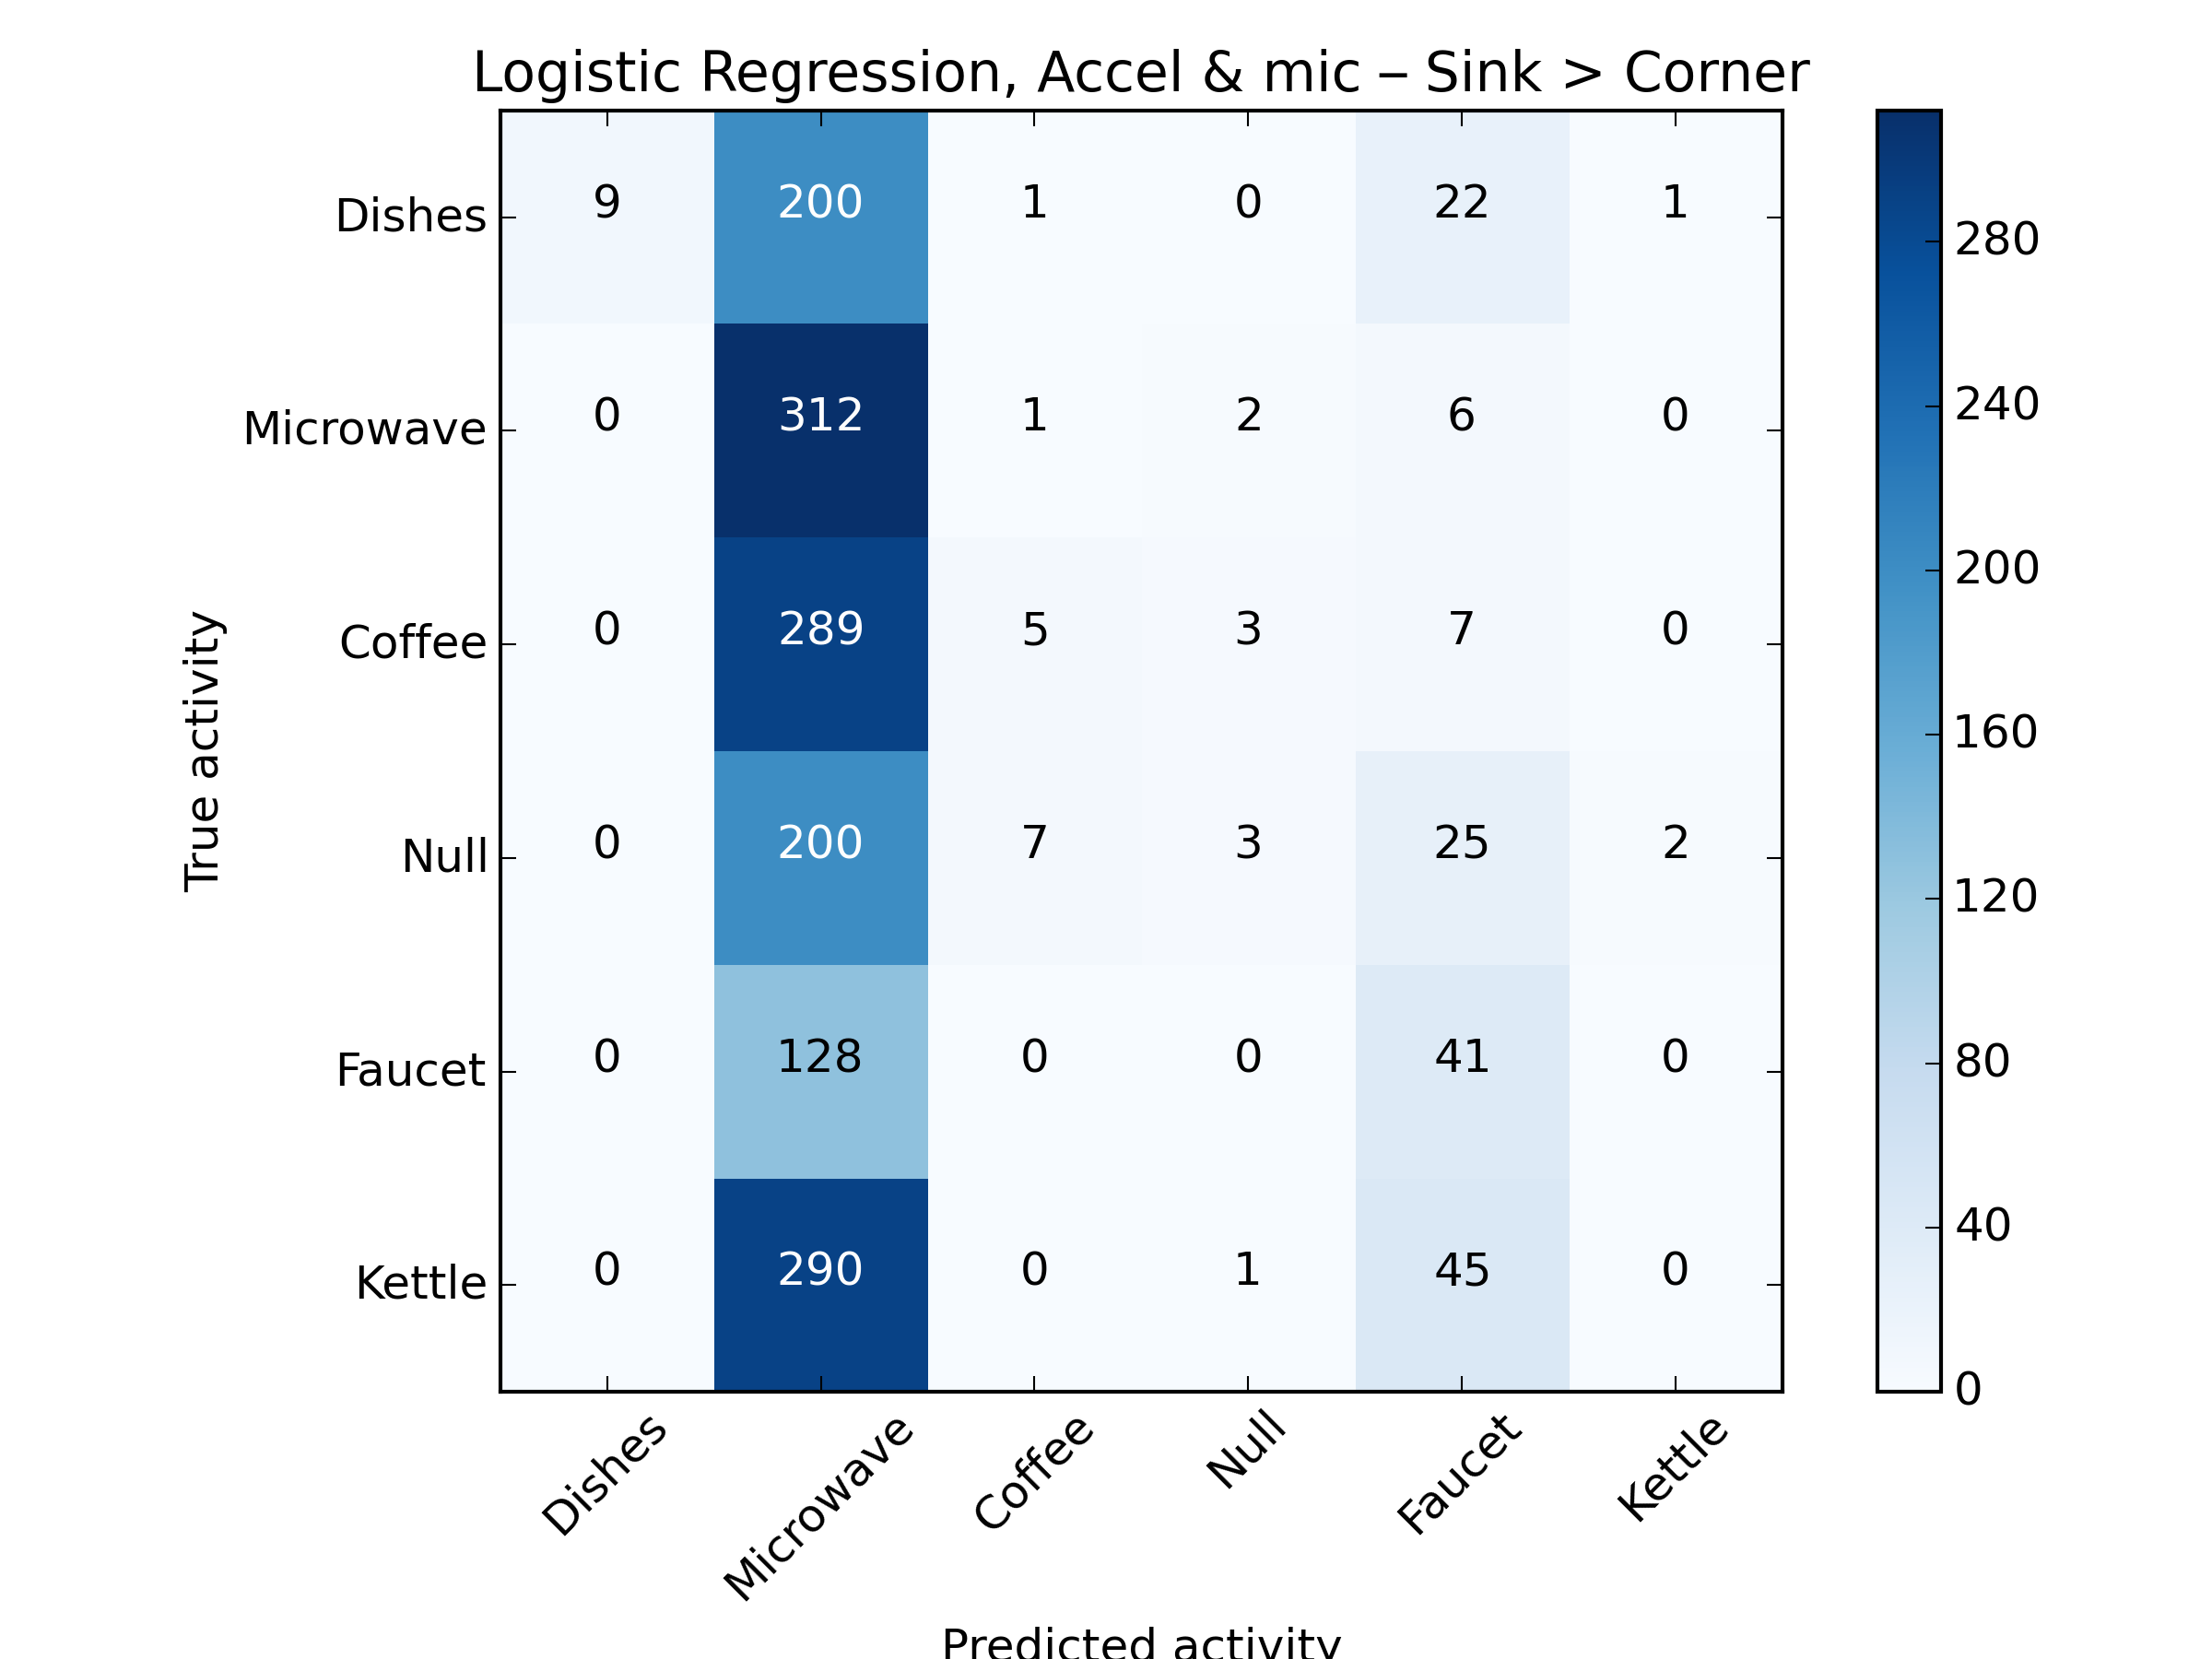 Logistic Regression, Accel & mic – Sink > Corner
Dishes 9 200 1 0 22 1
Microwave 0 312 1 2 6 0
Coffee 0 289 5 3 7 0
Null 0 200 7 3 25 2
Faucet 0 128 0 0 41 0
Kettle 0 290 0 1 45 0
True activity
Dishes Microwave Coffee Null Faucet Kettle
Predicted activity
280
240
200
160
120
80
40
0